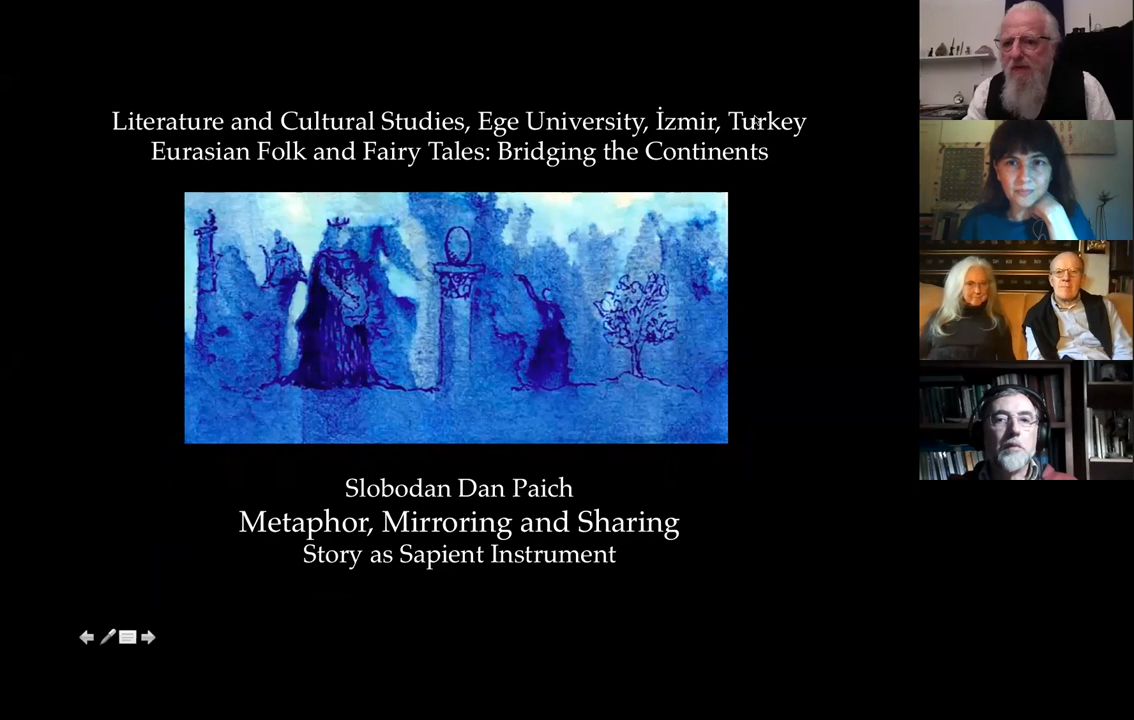 Literature and Cultural Studies, Ege University, İzmir, Turkey
Eurasian Folk and Fairy Tales: Bridging the Continents
Slobodan Dan Paich
Metaphor, Mirroring and Sharing
Story as Sapient Instrument